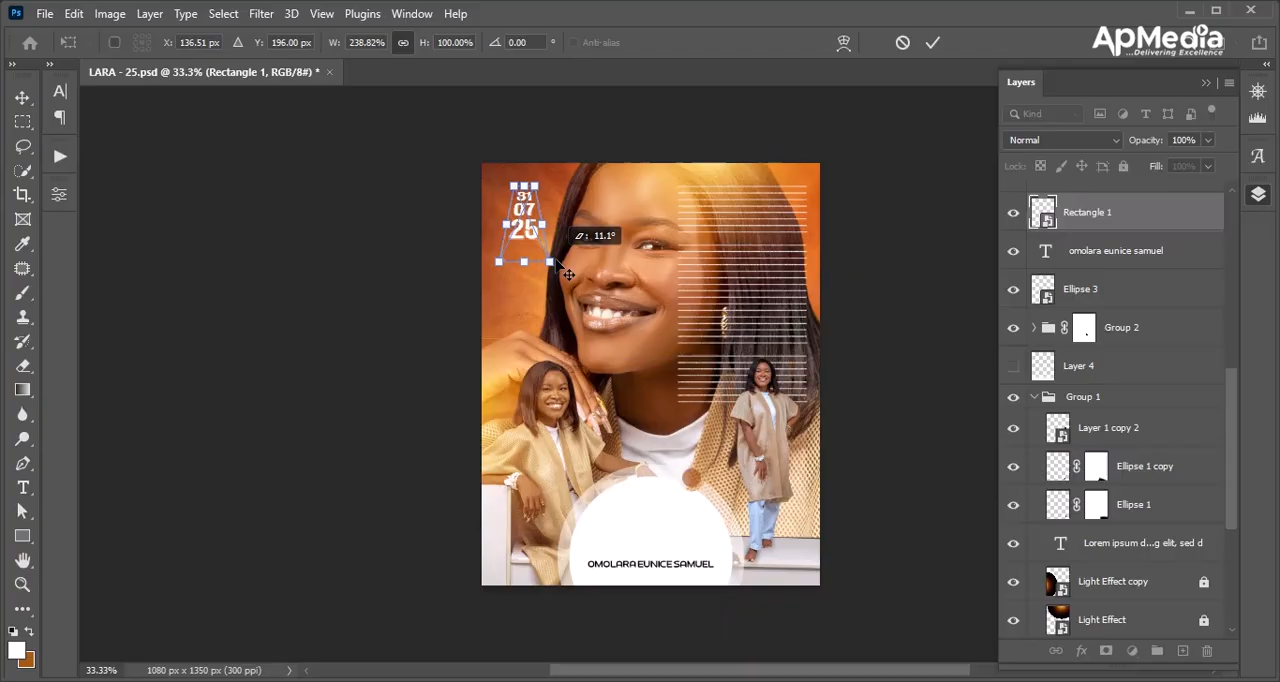 Ps File Edit Image Layer Type Select Filter 3D View Plugins Window Help
X: 136.51 px Y: 196.00 px W: 238.82% H: 100.00% 0.00 ° Anti-alias
ApMedia
...Delivering Excellence
LARA - 25.psd @ 33.3% (Rectangle 1, RGB/8#) * ×
Layers
Kind
Normal Opacity: 100%
Lock: Fill: 100%
31
07
25
: 11.1°
Rectangle 1
omolara eunice samuel
Ellipse 3
Group 2
Layer 4
Group 1
Layer 1 copy 2
Ellipse 1 copy
Ellipse 1
Lorem ipsum d...g elit, sed d
Light Effect copy
Light Effect
OMOLARA EUNICE SAMUEL
33.33% 1080 px x 1350 px (300 ppi)